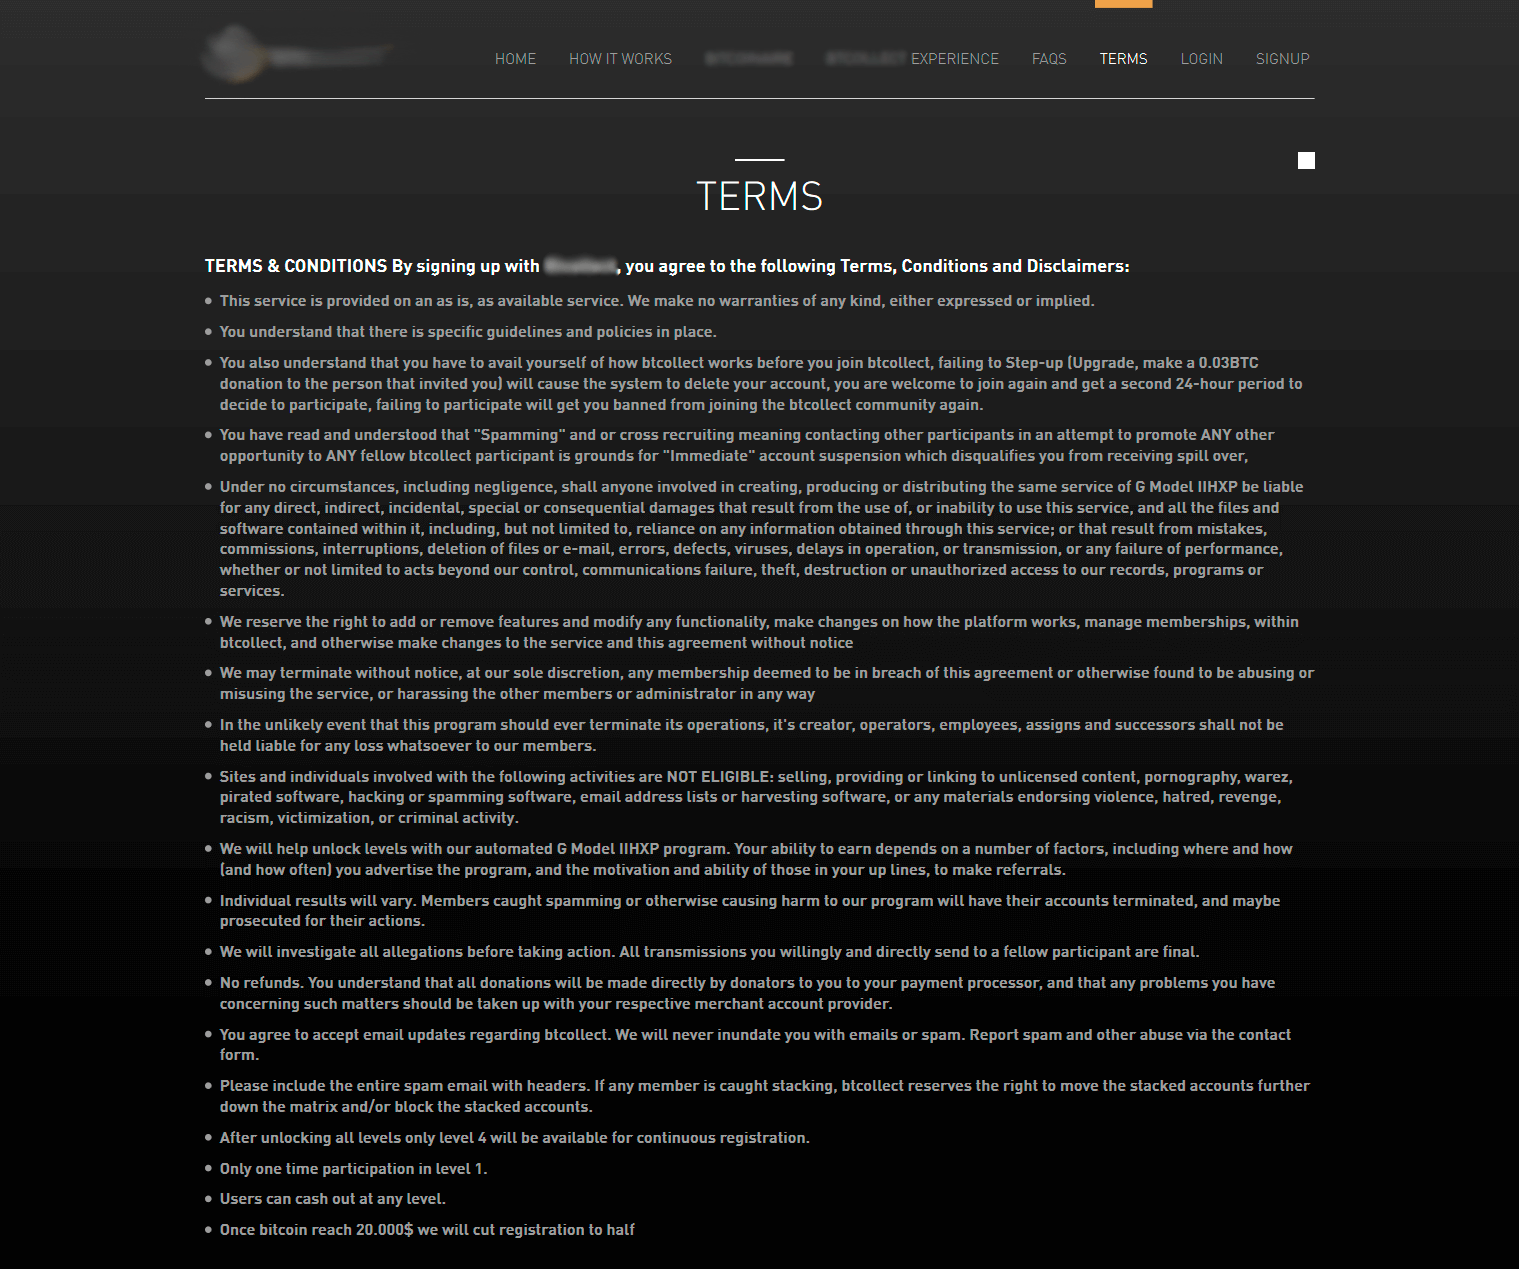 HOME HOW IT WORKS EXPERIENCE FAQS TERMS LOGIN SIGNUP
TERMS
TERMS & CONDITIONS By signing up with , you agree to the following Terms, Conditions and Disclaimers:
This service is provided on an as is, as available service. We make no warranties of any kind, either expressed or implied.
You understand that there is specific guidelines and policies in place.
You also understand that you have to avail yourself of how btcollect works before you join btcollect, failing to Step-up (Upgrade, make a 0.03BTC
donation to the person that invited you) will cause the system to delete your account, you are welcome to join again and get a second 24-hour period to
decide to participate, failing to participate will get you banned from joining the btcollect community again.
You have read and understood that "Spamming" and or cross recruiting meaning contacting other participants in an attempt to promote ANY other
opportunity to ANY fellow btcollect participant is grounds for "Immediate" account suspension which disqualifies you from receiving spill over,
Under no circumstances, including negligence, shall anyone involved in creating, producing or distributing the same service of G Model IIHXP be liable
for any direct, indirect, incidental, special or consequential damages that result from the use of, or inability to use this service, and all the files and
software contained within it, including, but not limited to, reliance on any information obtained through this service; or that result from mistakes,
commissions, interruptions, deletion of files or e-mail, errors, defects, viruses, delays in operation, or transmission, or any failure of performance,
whether or not limited to acts beyond our control, communications failure, theft, destruction or unauthorized access to our records, programs or
services.
We reserve the right to add or remove features and modify any functionality, make changes on how the platform works, manage memberships, within
btcollect, and otherwise make changes to the service and this agreement without notice
We may terminate without notice, at our sole discretion, any membership deemed to be in breach of this agreement or otherwise found to be abusing or
misusing the service, or harassing the other members or administrator in any way
In the unlikely event that this program should ever terminate its operations, it's creator, operators, employees, assigns and successors shall not be
held liable for any loss whatsoever to our members.
Sites and individuals involved with the following activities are NOT ELIGIBLE: selling, providing or linking to unlicensed content, pornography, warez,
pirated software, hacking or spamming software, email address lists or harvesting software, or any materials endorsing violence, hatred, revenge,
racism, victimization, or criminal activity.
We will help unlock levels with our automated G Model IIHXP program. Your ability to earn depends on a number of factors, including where and how
(and how often) you advertise the program, and the motivation and ability of those in your up lines, to make referrals.
Individual results will vary. Members caught spamming or otherwise causing harm to our program will have their accounts terminated, and maybe
prosecuted for their actions.
We will investigate all allegations before taking action. All transmissions you willingly and directly send to a fellow participant are final.
No refunds. You understand that all donations will be made directly by donators to you to your payment processor, and that any problems you have
concerning such matters should be taken up with your respective merchant account provider.
You agree to accept email updates regarding btcollect. We will never inundate you with emails or spam. Report spam and other abuse via the contact
form.
Please include the entire spam email with headers. If any member is caught stacking, btcollect reserves the right to move the stacked accounts further
down the matrix and/or block the stacked accounts.
After unlocking all levels only level 4 will be available for continuous registration.
Only one time participation in level 1.
Users can cash out at any level.
Once bitcoin reach 20.000$ we will cut registration to half